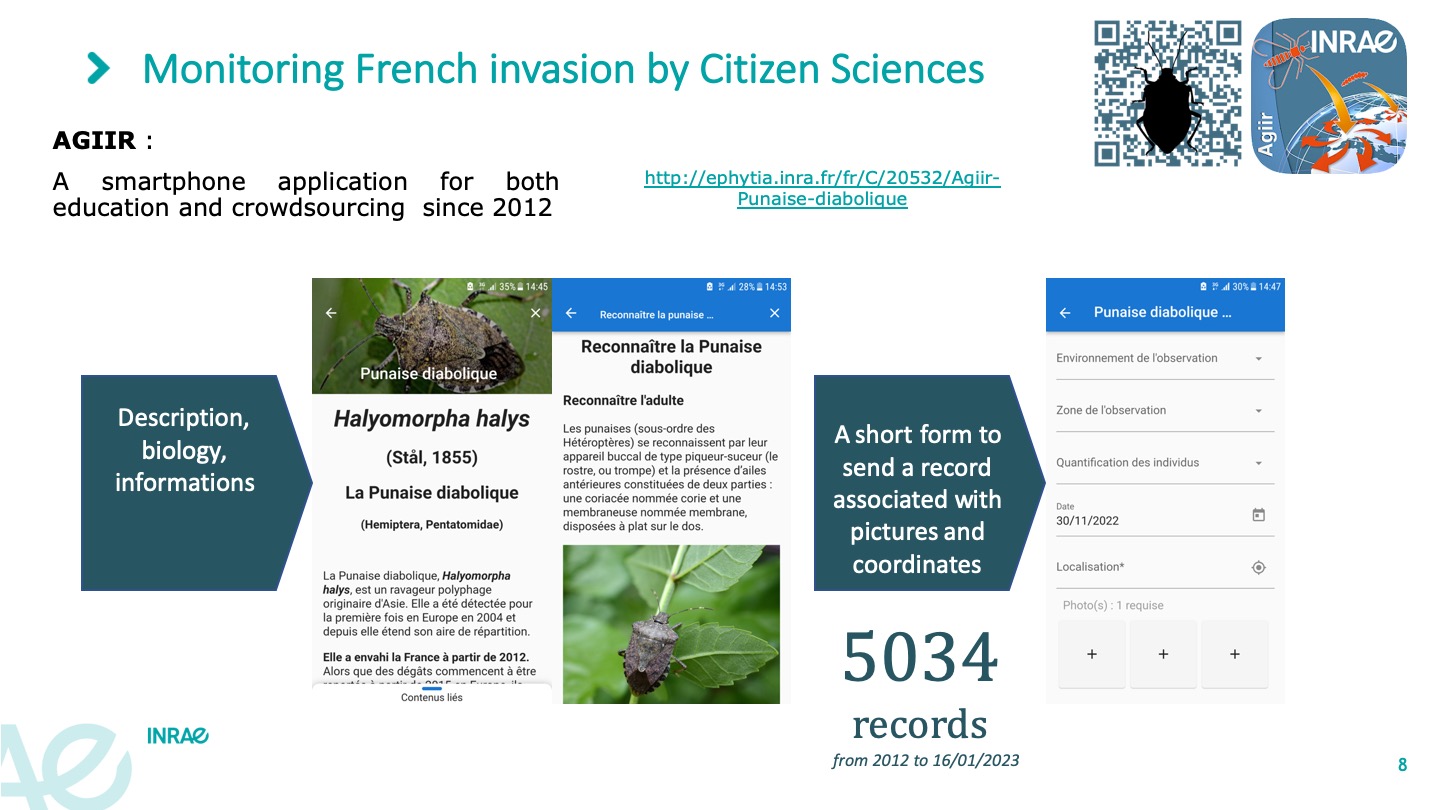 Monitoring French invasion by Citizen Sciences
INRAE
Agiir
AGIIR :
A smartphone application for both
education and crowdsourcing since 2012
http://ephytia.inra.fr/fr/C/20532/Agiir-
Punaise-diabolique
Description,
biology,
informations
35% 14:45
Punaise diabolique
Halyomorpha halys
(Stål, 1855)
La Punaise diabolique
(Hemiptera, Pentatomidae)
La Punaise diabolique, Halyomorpha
halys, est un ravageur polyphage
originaire d'Asie. Elle a été détectée pour
la première fois en Europe en 2004 et
depuis elle étend son aire de répartition.
Elle a envahi la France à partir de 2012.
Alors que des dégâts commencent à être
Contenus liés
28% 14:53
Reconnaître la punaise ...
Reconnaître la Punaise
diabolique
Reconnaître l'adulte
Les punaises (sous-ordre des
Hétéroptères) se reconnaissent par leur
appareil buccal de type piqueur-suceur (le
rostre, ou trompe) et la présence d'ailes
antérieures constituées de deux parties :
une coriacée nommée corie et une
membraneuse nommée membrane,
disposées à plat sur le dos.
A short form to
send a record
associated with
pictures and
coordinates
5034
records
from 2012 to 16/01/2023
30% 14:47
Punaise diabolique ...
Environnement de l'observation
Zone de l'observation
Quantification des individus
Date
30/11/2022
Localisation*
Photo(s) : 1 requise
+ + +
INRAE
8